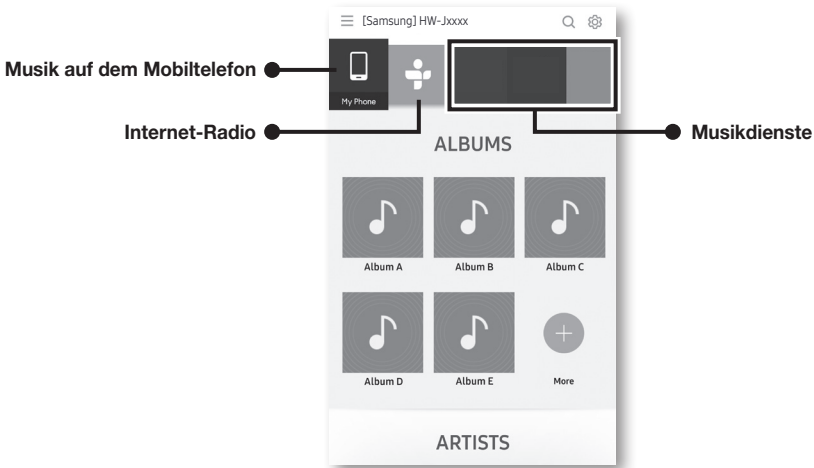 [Samsung] HW-Jxxxx
Musik auf dem Mobiltelefon
My Phone
Internet-Radio
Musikdienste
ALBUMS
Album A
Album B
Album C
Album D
Album E
More
ARTISTS